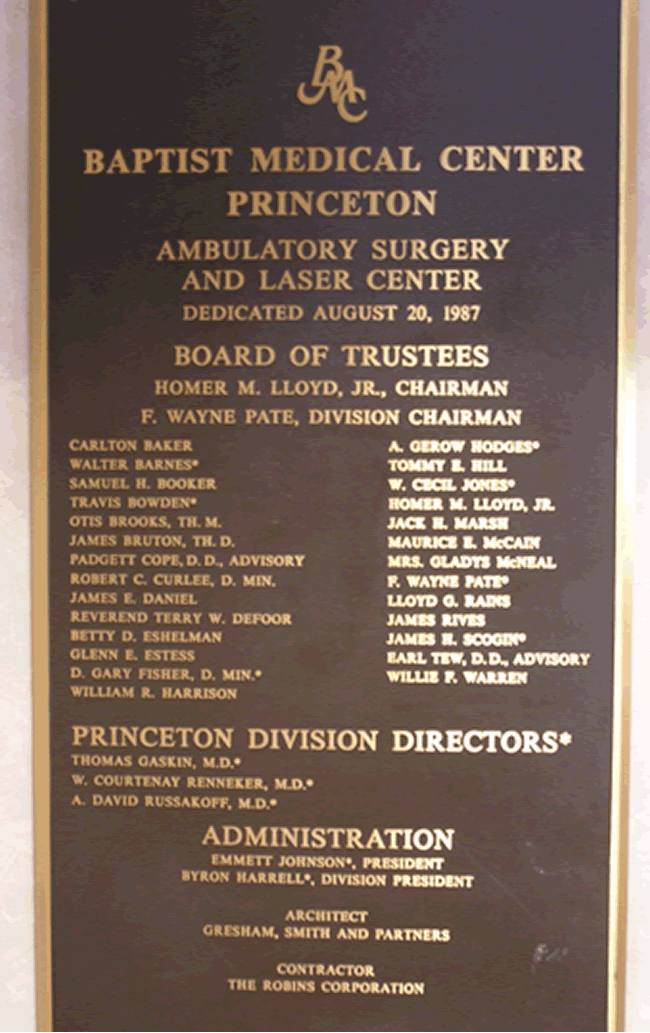 BMC
BAPTIST MEDICAL CENTER
PRINCETON
AMBULATORY SURGERY
AND LASER CENTER
DEDICATED AUGUST 20, 1987
BOARD OF TRUSTEES
HOMER M. LLOYD, JR., CHAIRMAN
F. WAYNE PATE, DIVISION CHAIRMAN
CARLTON BAKER
WALTER BARNES*
SAMUEL H. BOOKER
TRAVIS BOWDEN*
OTIS BROOKS, TH. M.
JAMES BRUTON, TH. D.
PADGETT COPE, D. D., ADVISORY
ROBERT C. CURLEE, D. MIN.
JAMES E. DANIEL
REVEREND TERRY W. DEFOOR
BETTY D. ESHELMAN
GLENN E. ESTESS
D. GARY FISHER, D. MIN.*
WILLIAM R. HARRISON
A. GEROW HODGES*
TOMMY E. HILL
W. CECIL JONES*
HOMER M. LLOYD, JR.
JACK H. MARSH
MAURICE E. McCAIN
MRS. GLADYS McNEAL
F. WAYNE PATE*
LLOYD G. RAINS
JAMES RIVES
JAMES H. SCOGIN*
EARL TEW, D. D., ADVISORY
WILLIE F. WARREN
PRINCETON DIVISION DIRECTORS*
THOMAS GASKIN, M.D.*
W. COURTENAY RENNEKER, M.D.*
A. DAVID RUSSAKOFF, M.D.*
ADMINISTRATION
EMMETT JOHNSON*, PRESIDENT
BYRON HARRELL*, DIVISION PRESIDENT
ARCHITECT
GRESHAM, SMITH AND PARTNERS
CONTRACTOR
THE ROBINS CORPORATION